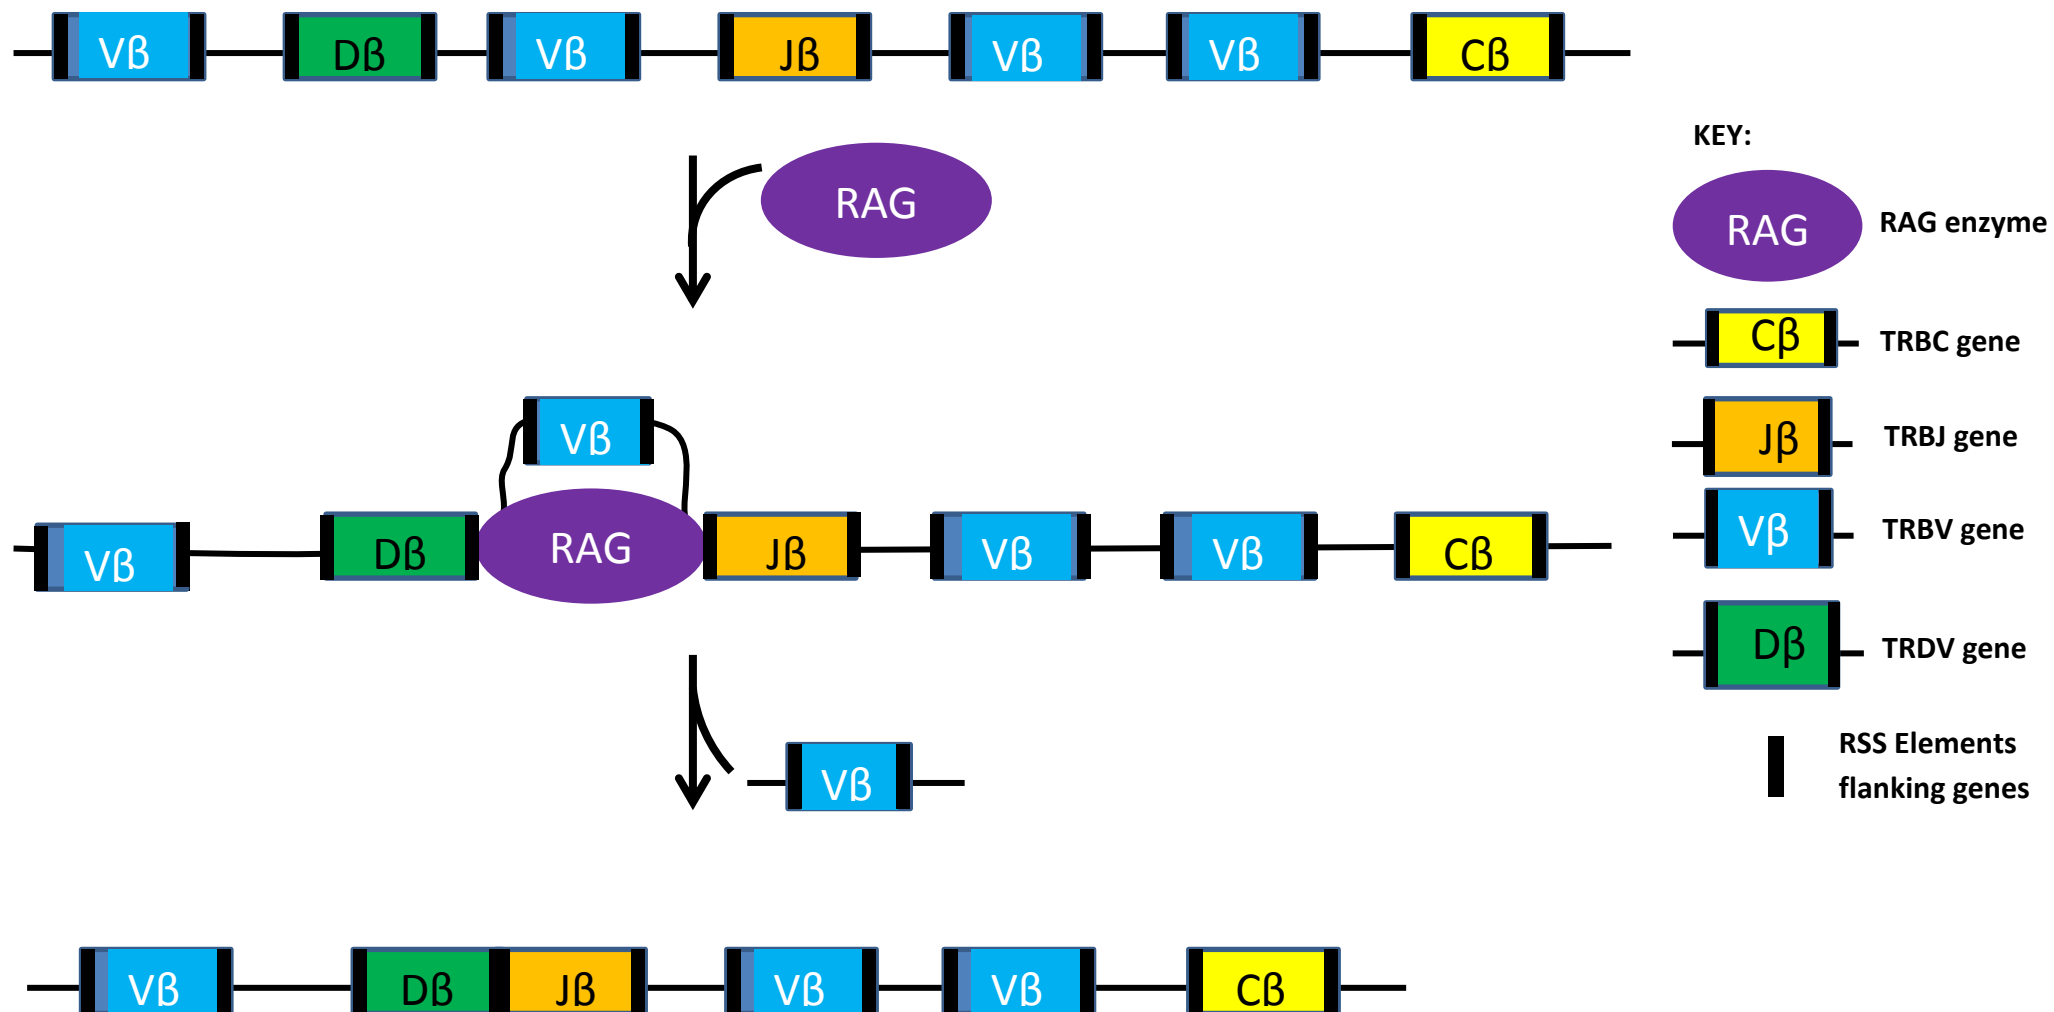 Vβ Dβ Vβ Jβ Vβ Vβ Cβ
KEY:
RAG
RAG RAG enzyme
Cβ TRBC gene
Vβ
Jβ TRBJ gene
Vβ Dβ RAG Jβ Vβ Vβ Cβ
Vβ TRBV gene
Dβ TRDV gene
Vβ
RSS Elements
flanking genes
Vβ Dβ Jβ Vβ Vβ Cβ